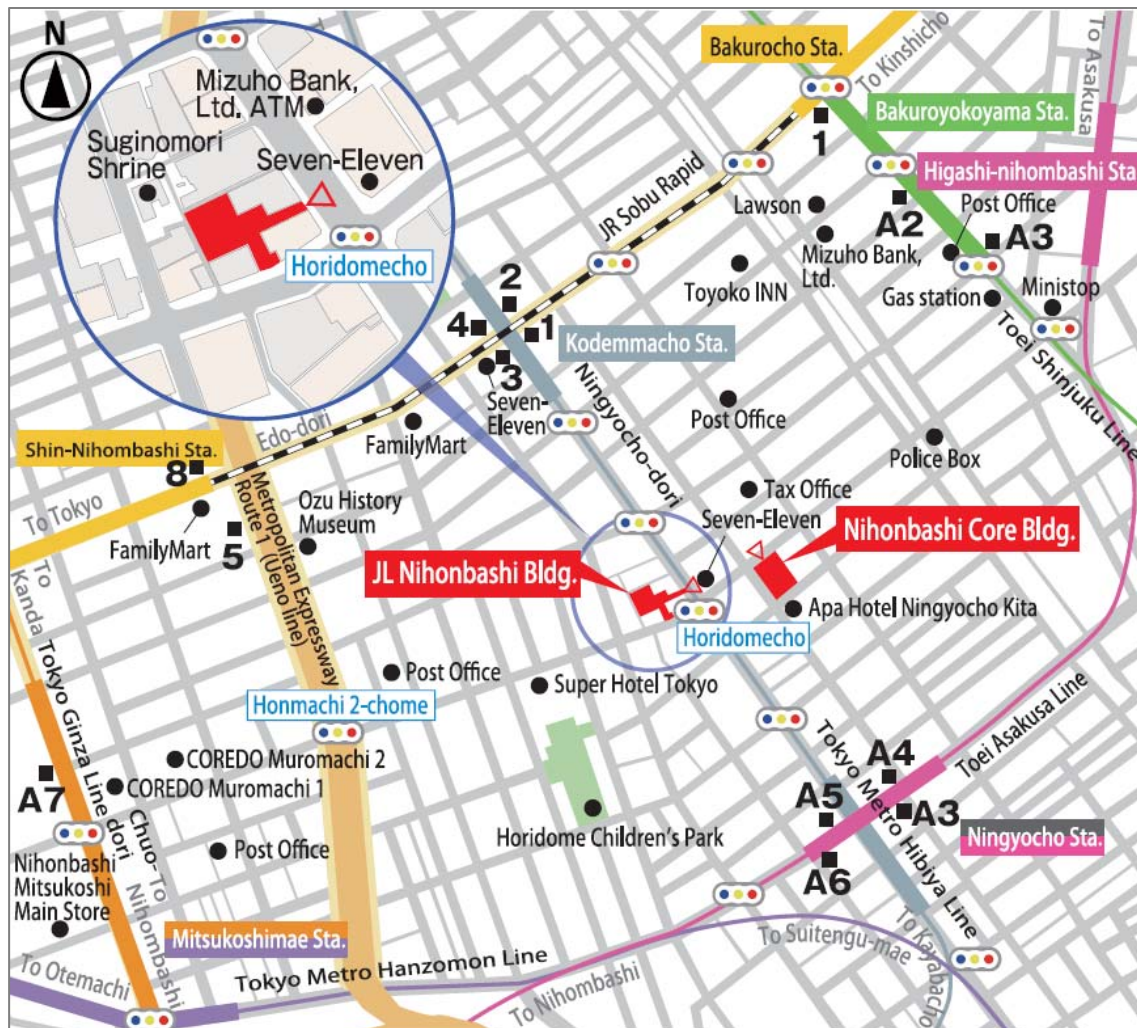 N
Mizuho Bank,
Ltd. ATM
Suginomori
Shrine
Seven-Eleven
Horidomecho
Bakurocho Sta.
To Kinshicho
To Asakusa
1
Bakuroyokoyama Sta.
Higashi-nihombashi Sta.
JR Sobu Rapid
Lawson
A2
Post Office
A3
Mizuho Bank,
Ltd.
Toyoko INN
Gas station
Ministop
2
4
1
3
Kodemmacho Sta.
Toei Shinjuku Line
Seven-
Eleven
Ningyocho-dori
Post Office
FamilyMart
Edo-dori
Police Box
Shin-Nihombashi Sta.
8
To Tokyo
FamilyMart
5
Metropolitan Expressway
Route 1 (Ueno line)
Ozu History
Museum
Tax Office
Seven-Eleven
Nihonbashi Core Bldg.
JL Nihonbashi Bldg.
Apa Hotel Ningyocho Kita
Horidomecho
To
Kanda
Tokyo Ginza Line
Post Office
Super Hotel Tokyo
Honmachi 2-chome
COREDO Muromachi 2
COREDO Muromachi 1
A7
Chuo-
dori
To
Nihombashi
Tokyo Metro Hibiya Line
Toei Asakusa Line
A4
A5
A3
A6
Ningyocho Sta.
Horidome Children's Park
Post Office
Nihonbashi
Mitsukoshi
Main Store
Mitsukoshimae Sta.
To Otemachi
Tokyo Metro Hanzomon Line
To Nihombashi
To Suitengu-mae
To Kayabacho